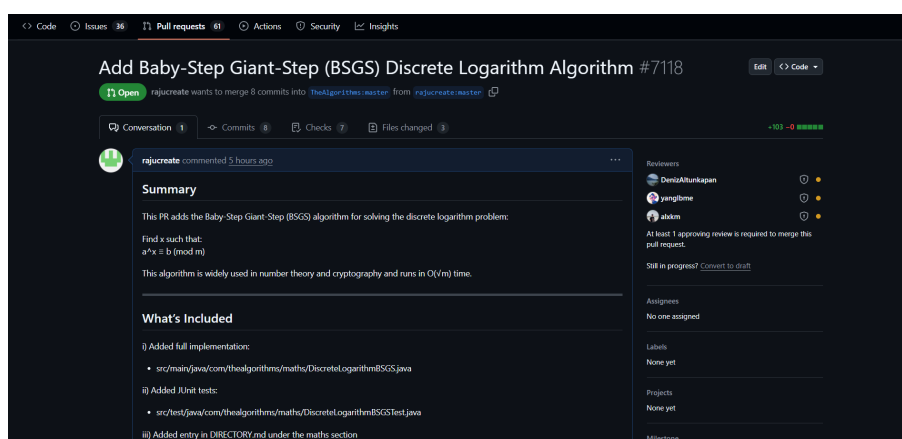 <> Code Issues 36 Pull requests 61 Actions Security Insights
Add Baby-Step Giant-Step (BSGS) Discrete Logarithm Algorithm #7118
Edit <> Code
Open rajucreate wants to merge 8 commits into TheAlgorithms:master from rajucreate:master
Conversation 1 Commits 8 Checks 7 Files changed 3 +103 −0
rajucreate commented 5 hours ago ...
Summary
This PR adds the Baby-Step Giant-Step (BSGS) algorithm for solving the discrete logarithm problem:
Find x such that:
a^x ≡ b (mod m)
This algorithm is widely used in number theory and cryptography and runs in O(√m) time.
What's Included
i) Added full implementation:
• src/main/java/com/thealgorithms/maths/DiscreteLogarithmBSGS.java
ii) Added JUnit tests:
• src/test/java/com/thealgorithms/maths/DiscreteLogarithmBSGSTest.java
iii) Added entry in DIRECTORY.md under the maths section
Reviewers
DenizAltunkapan
yanglbme
alxkm
At least 1 approving review is required to merge this
pull request.
Still in progress? Convert to draft
Assignees
No one assigned
Labels
None yet
Projects
None yet
Milestone